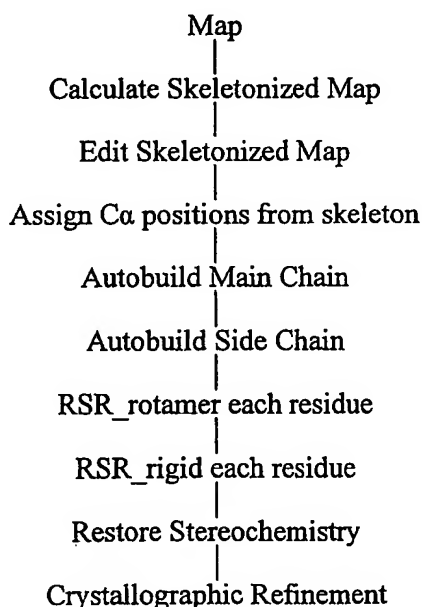 Map
Calculate Skeletonized Map
Edit Skeletonized Map
Assign Cα positions from skeleton
Autobuild Main Chain
Autobuild Side Chain
RSR_rotamer each residue
RSR_rigid each residue
Restore Stereochemistry
Crystallographic Refinement